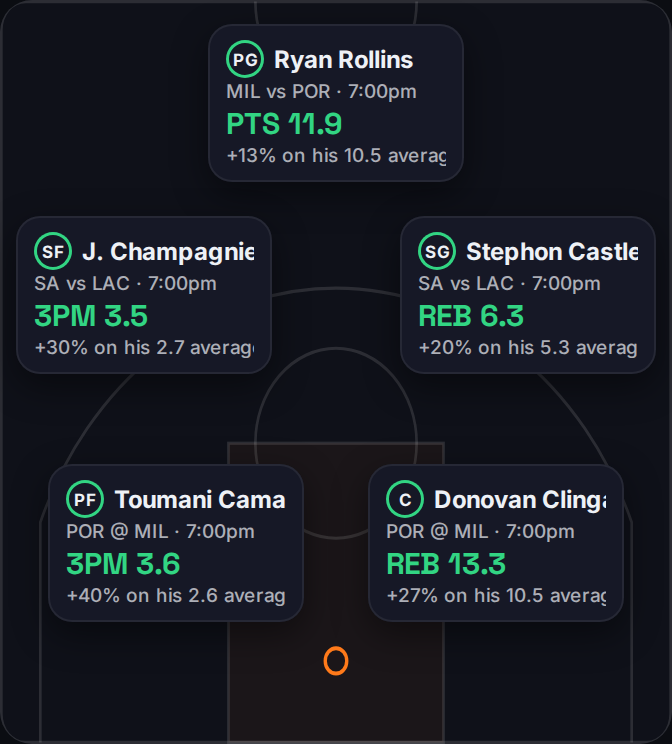 PG Ryan Rollins
MIL vs POR · 7:00pm
PTS 11.9
+13% on his 10.5 averag
SF J. Champagnie
SA vs LAC · 7:00pm
3PM 3.5
+30% on his 2.7 average
SG Stephon Castle
SA vs LAC · 7:00pm
REB 6.3
+20% on his 5.3 averag
PF Toumani Cama
POR @ MIL · 7:00pm
3PM 3.6
+40% on his 2.6 averag
C Donovan Clinga
POR @ MIL · 7:00pm
REB 13.3
+27% on his 10.5 averag